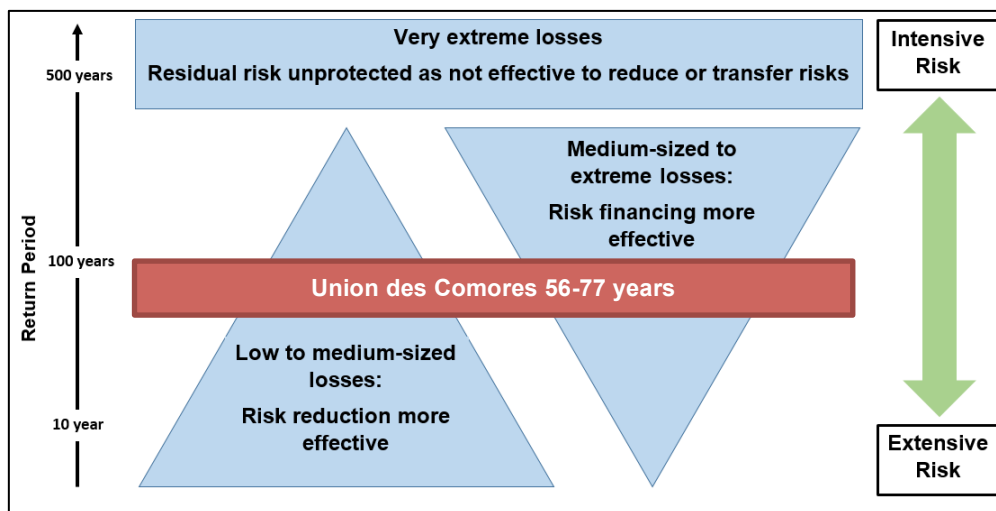 Very extreme losses
Residual risk unprotected as not effective to reduce or transfer risks
Intensive
Risk
500 years
Medium-sized to
extreme losses:
Risk financing more
effective
100 years
Return Period
Union des Comores 56-77 years
Low to medium-sized
losses:
Risk reduction more
effective
10 year
Extensive
Risk